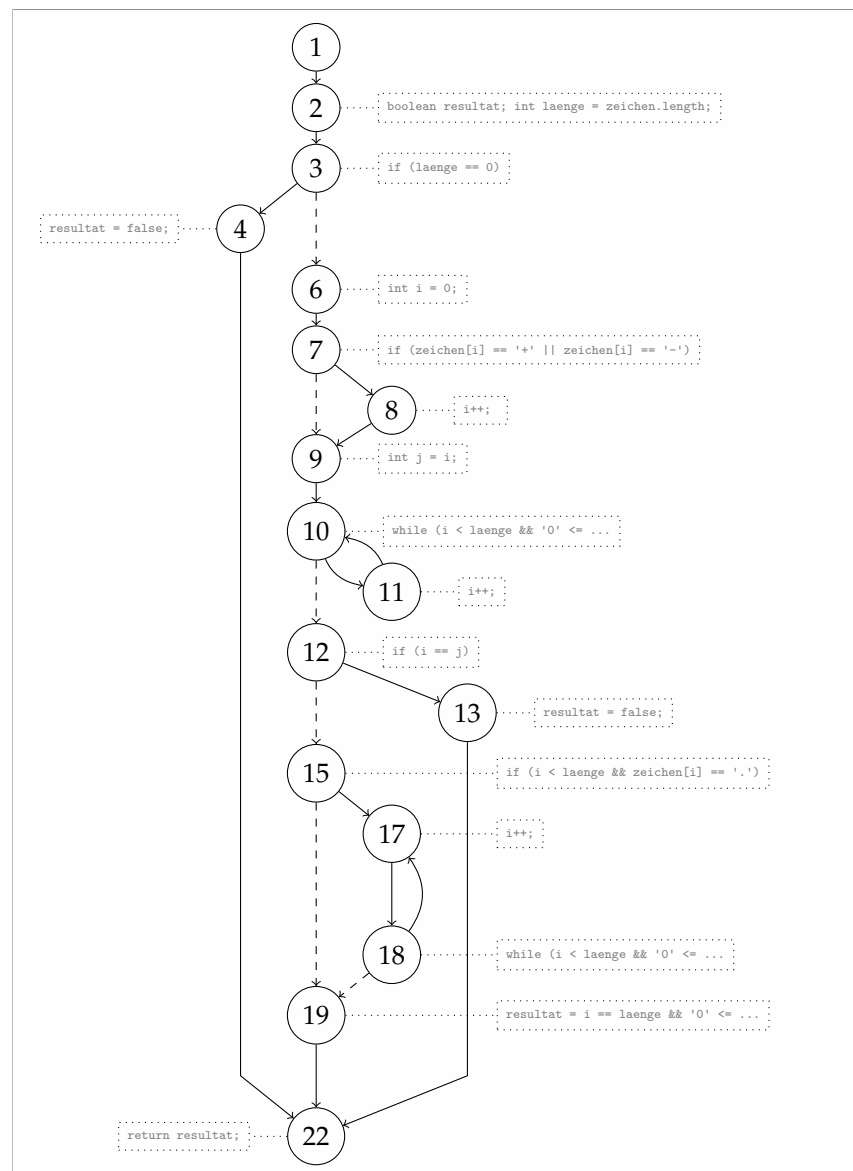 1
2
boolean resultat; int laenge = zeichen.length;
3
if (laenge == 0)
resultat = false;
4
6
int i = 0;
7
if (zeichen[i] == '+' || zeichen[i] == '-')
8
i++;
9
int j = i;
10
while (i < laenge && '0' <= ...
11
i++;
12
if (i == j)
13
resultat = false;
15
if (i < laenge && zeichen[i] == '.')
17
i++;
18
while (i < laenge && '0' <= ...
19
resultat = i == laenge && '0' <= ...
return resultat;
22